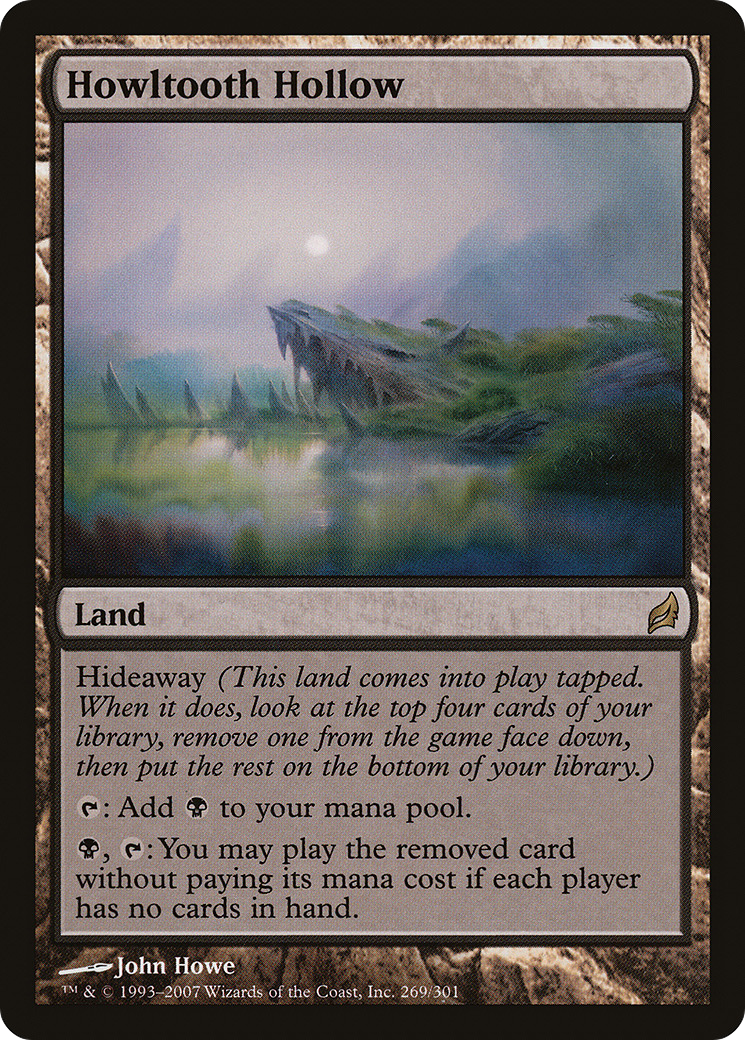 Howltooth Hollow
Land
Hideaway (This land comes into play tapped.
When it does, look at the top four cards of your
library, remove one from the game face down,
then put the rest on the bottom of your library.)
: Add to your mana pool.
, : You may play the removed card
without paying its mana cost if each player
has no cards in hand.
John Howe
™ & © 1993–2007 Wizards of the Coast, Inc. 269/301